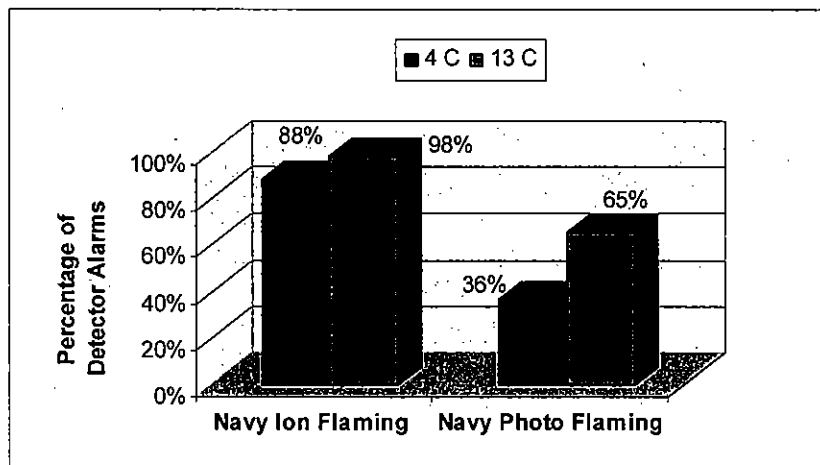 4 C 13 C
88%
98%
65%
36%
100%
80%
60%
40%
20%
0%
Percentage of
Detector Alarms
Navy Ion Flaming Navy Photo Flaming